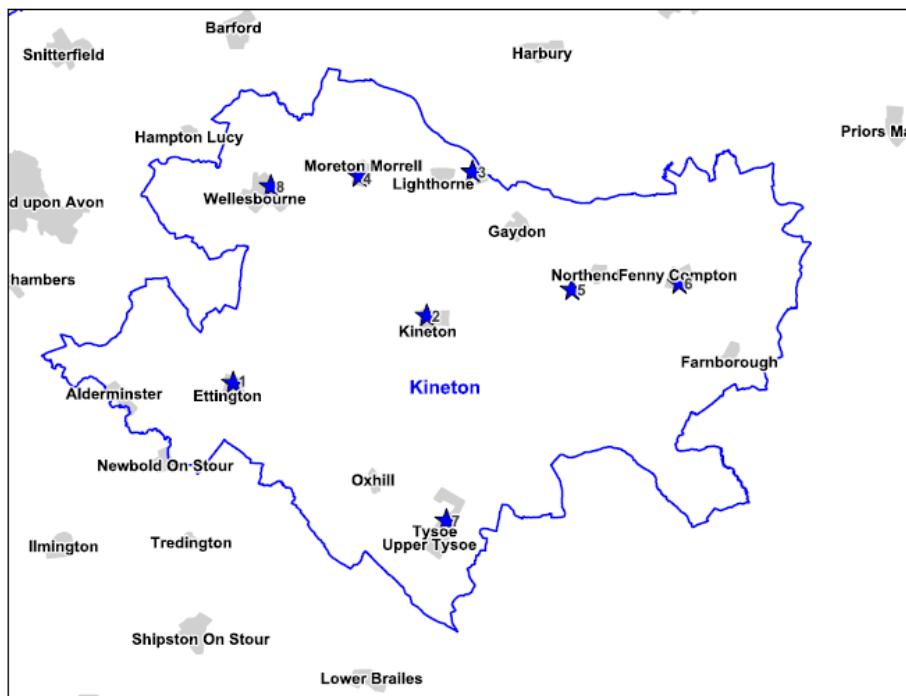 Barford
Snitterfield
Harbury
Priors Ma
Hampton Lucy
Moreton Morrell
4
Lighthorne
3
8
Wellesbourne
d upon Avon
Gaydon
hambers
Northend
5
Fenny Compton
6
2
Kineton
Farnborough
Kineton
1
Ettington
Alderminster
Newbold On Stour
Oxhill
7
Tysoe
Upper Tysoe
Ilmington
Tredington
Shipston On Stour
Lower Brailes